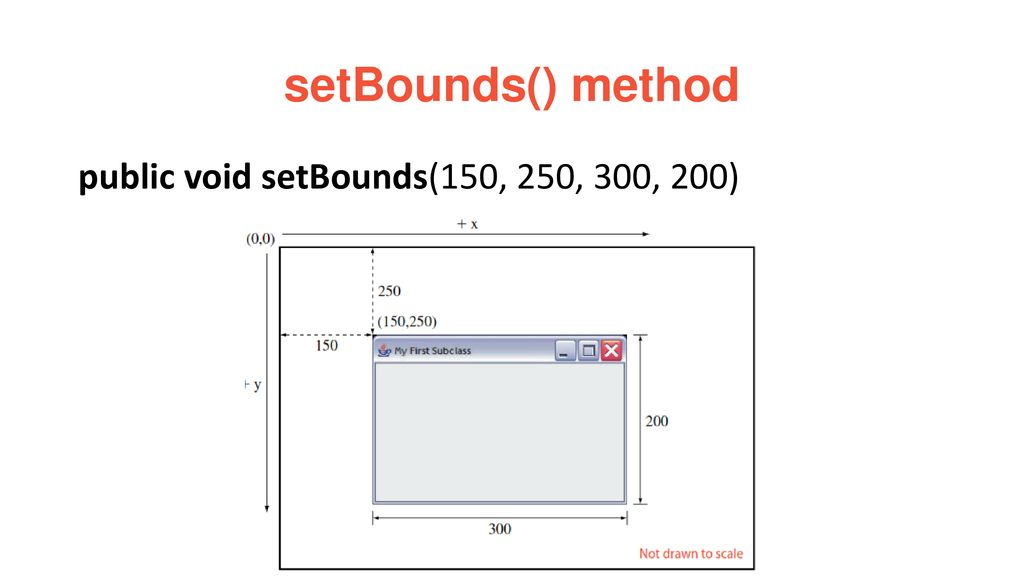 setBounds() method
public void setBounds(150, 250, 300, 200)
+ x
(0,0)
250
(150,250)
150
My First Subclass
+ y
200
300
Not drawn to scale